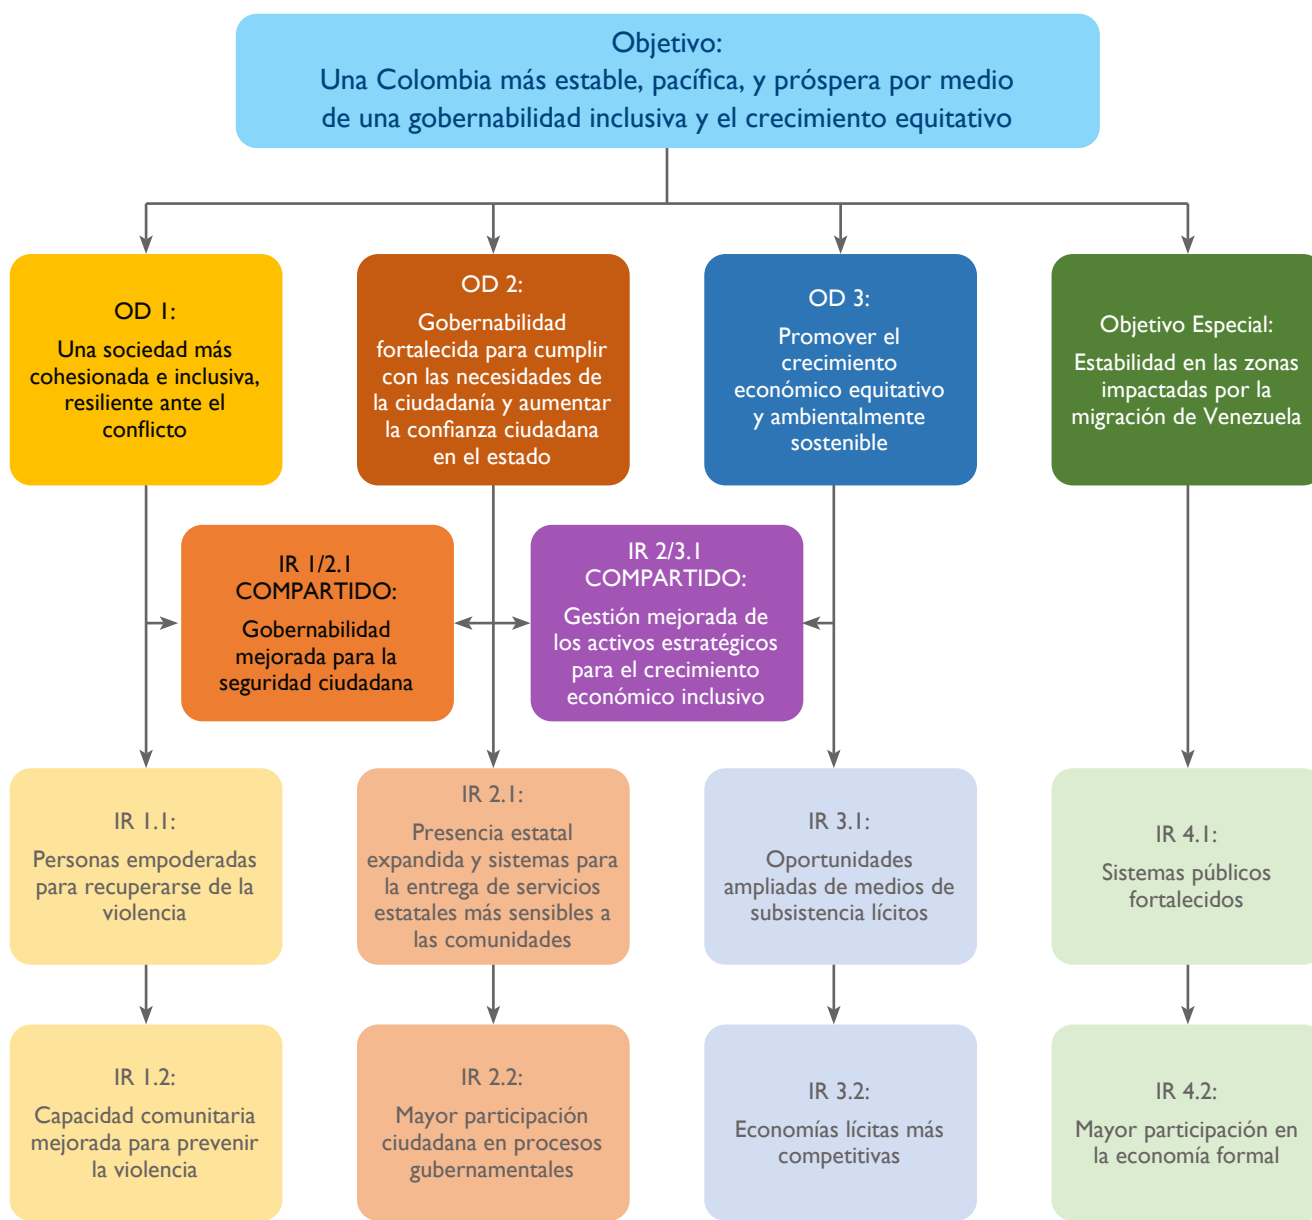 Objetivo:
Una Colombia más estable, pacífica, y próspera por medio
de una gobernabilidad inclusiva y el crecimiento equitativo
OD 1:
Una sociedad más
cohesionada e inclusiva,
resiliente ante el
conflicto
OD 2:
Gobernabilidad
fortalecida para cumplir
con las necesidades de
la ciudadanía y aumentar
la confianza ciudadana
en el estado
OD 3:
Promover el
crecimiento
económico equitativo
y ambientalmente
sostenible
Objetivo Especial:
Estabilidad en las zonas
impactadas por la
migración de Venezuela
IR 1/2.1
COMPARTIDO:
Gobernabilidad
mejorada para la
seguridad ciudadana
IR 2/3.1
COMPARTIDO:
Gestión mejorada de
los activos estratégicos
para el crecimiento
económico inclusivo
IR 1.1:
Personas empoderadas
para recuperarse de la
violencia
IR 2.1:
Presencia estatal
expandida y sistemas para
la entrega de servicios
estatales más sensibles a
las comunidades
IR 3.1:
Oportunidades
ampliadas de medios de
subsistencia lícitos
IR 4.1:
Sistemas públicos
fortalecidos
IR 1.2:
Capacidad comunitaria
mejorada para prevenir
la violencia
IR 2.2:
Mayor participación
ciudadana en procesos
gubernamentales
IR 3.2:
Economías lícitas más
competitivas
IR 4.2:
Mayor participación en
la economía formal